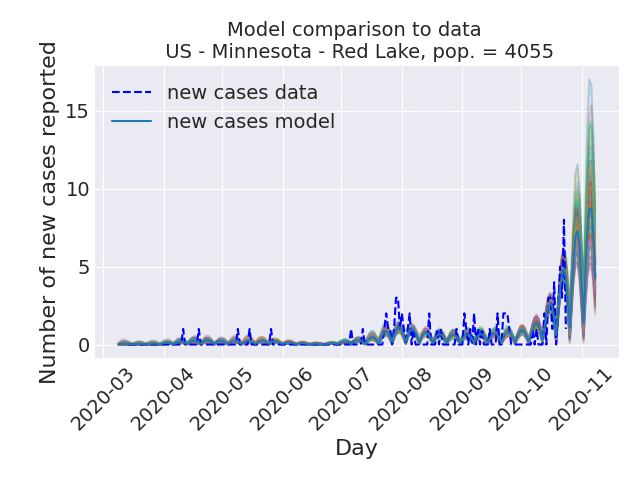 Model comparison to data
US - Minnesota - Red Lake, pop. = 4055
Number of new cases reported
new cases data
new cases model
15
10
5
0
2020-03
2020-04
2020-05
2020-06
2020-07
2020-08
2020-09
2020-10
2020-11
Day